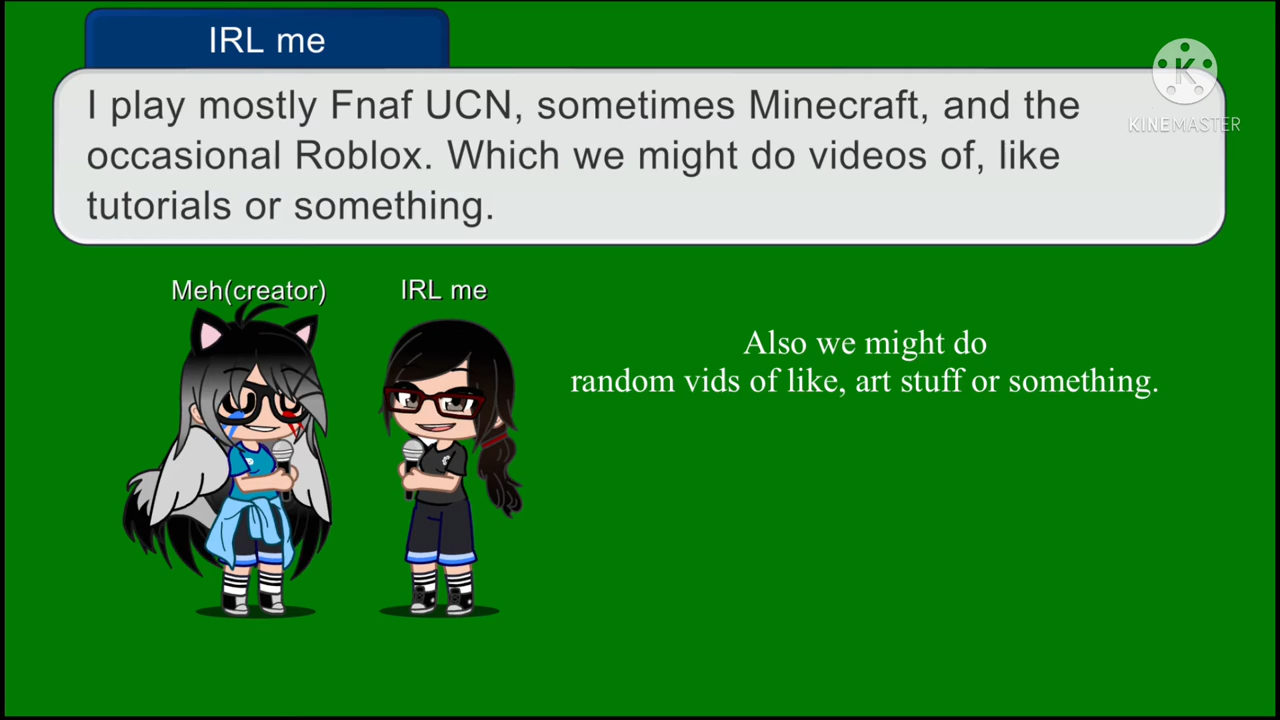 IRL me
I play mostly Fnaf UCN, sometimes Minecraft, and the
occasional Roblox. Which we might do videos of, like
tutorials or something.
K
KINEMASTER
Meh(creator)
IRL me
Also we might do
random vids of like, art stuff or something.